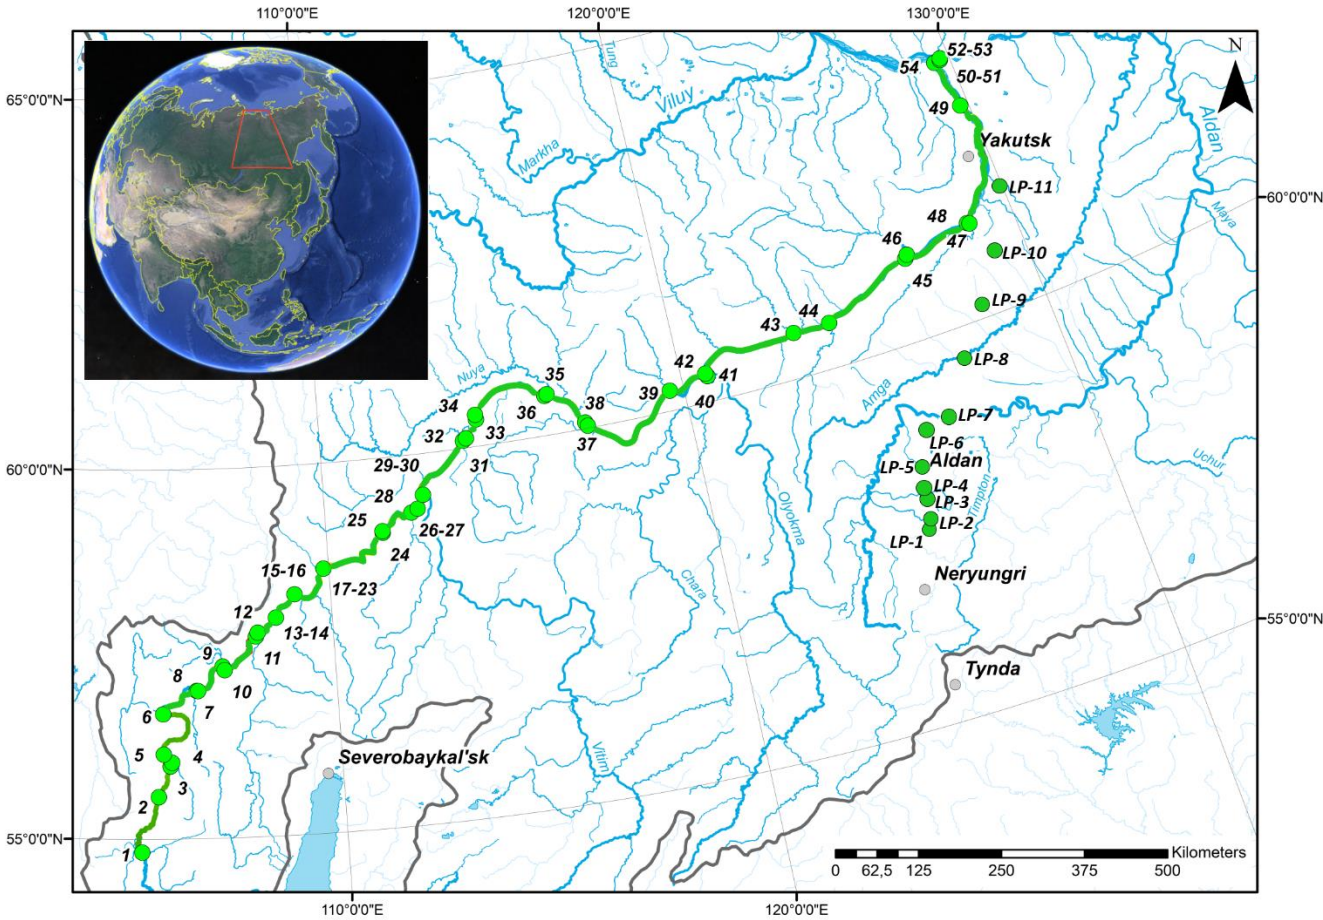 110°0'0"E
120°0'0"E
130°0'0"E
N
52-53
54
50-51
65°0'0"N
Tung
Viluy
49
Aldan
Markha
Yakutsk
LP-11
60°0'0"N
Maya
48
46
47
LP-10
45
LP-9
44
43
LP-8
42
Nuya
35
39
41
40
Amga
34
36
38
LP-7
32
33
37
LP-6
Uchur
60°0'0"N
29-30
31
LP-5
Aldan
28
LP-4
LP-3
Timpton
25
26-27
Olyokma
LP-2
LP-1
24
15-16
17-23
Chara
Neryungri
12
13-14
55°0'0"N
9
11
8
10
Tynda
6
7
5
4
Vitim
Severobaykal'sk
3
2
55°0'0"N
1
Kilometers
0 62,5 125 250 375 500
110°0'0"E
120°0'0"E